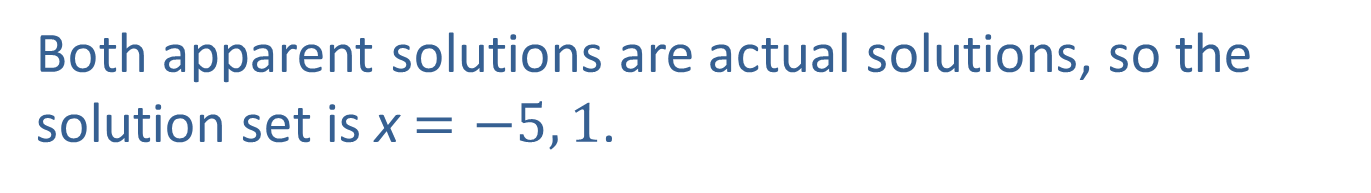 Both apparent solutions are actual solutions, so the
solution set is x = −5, 1.